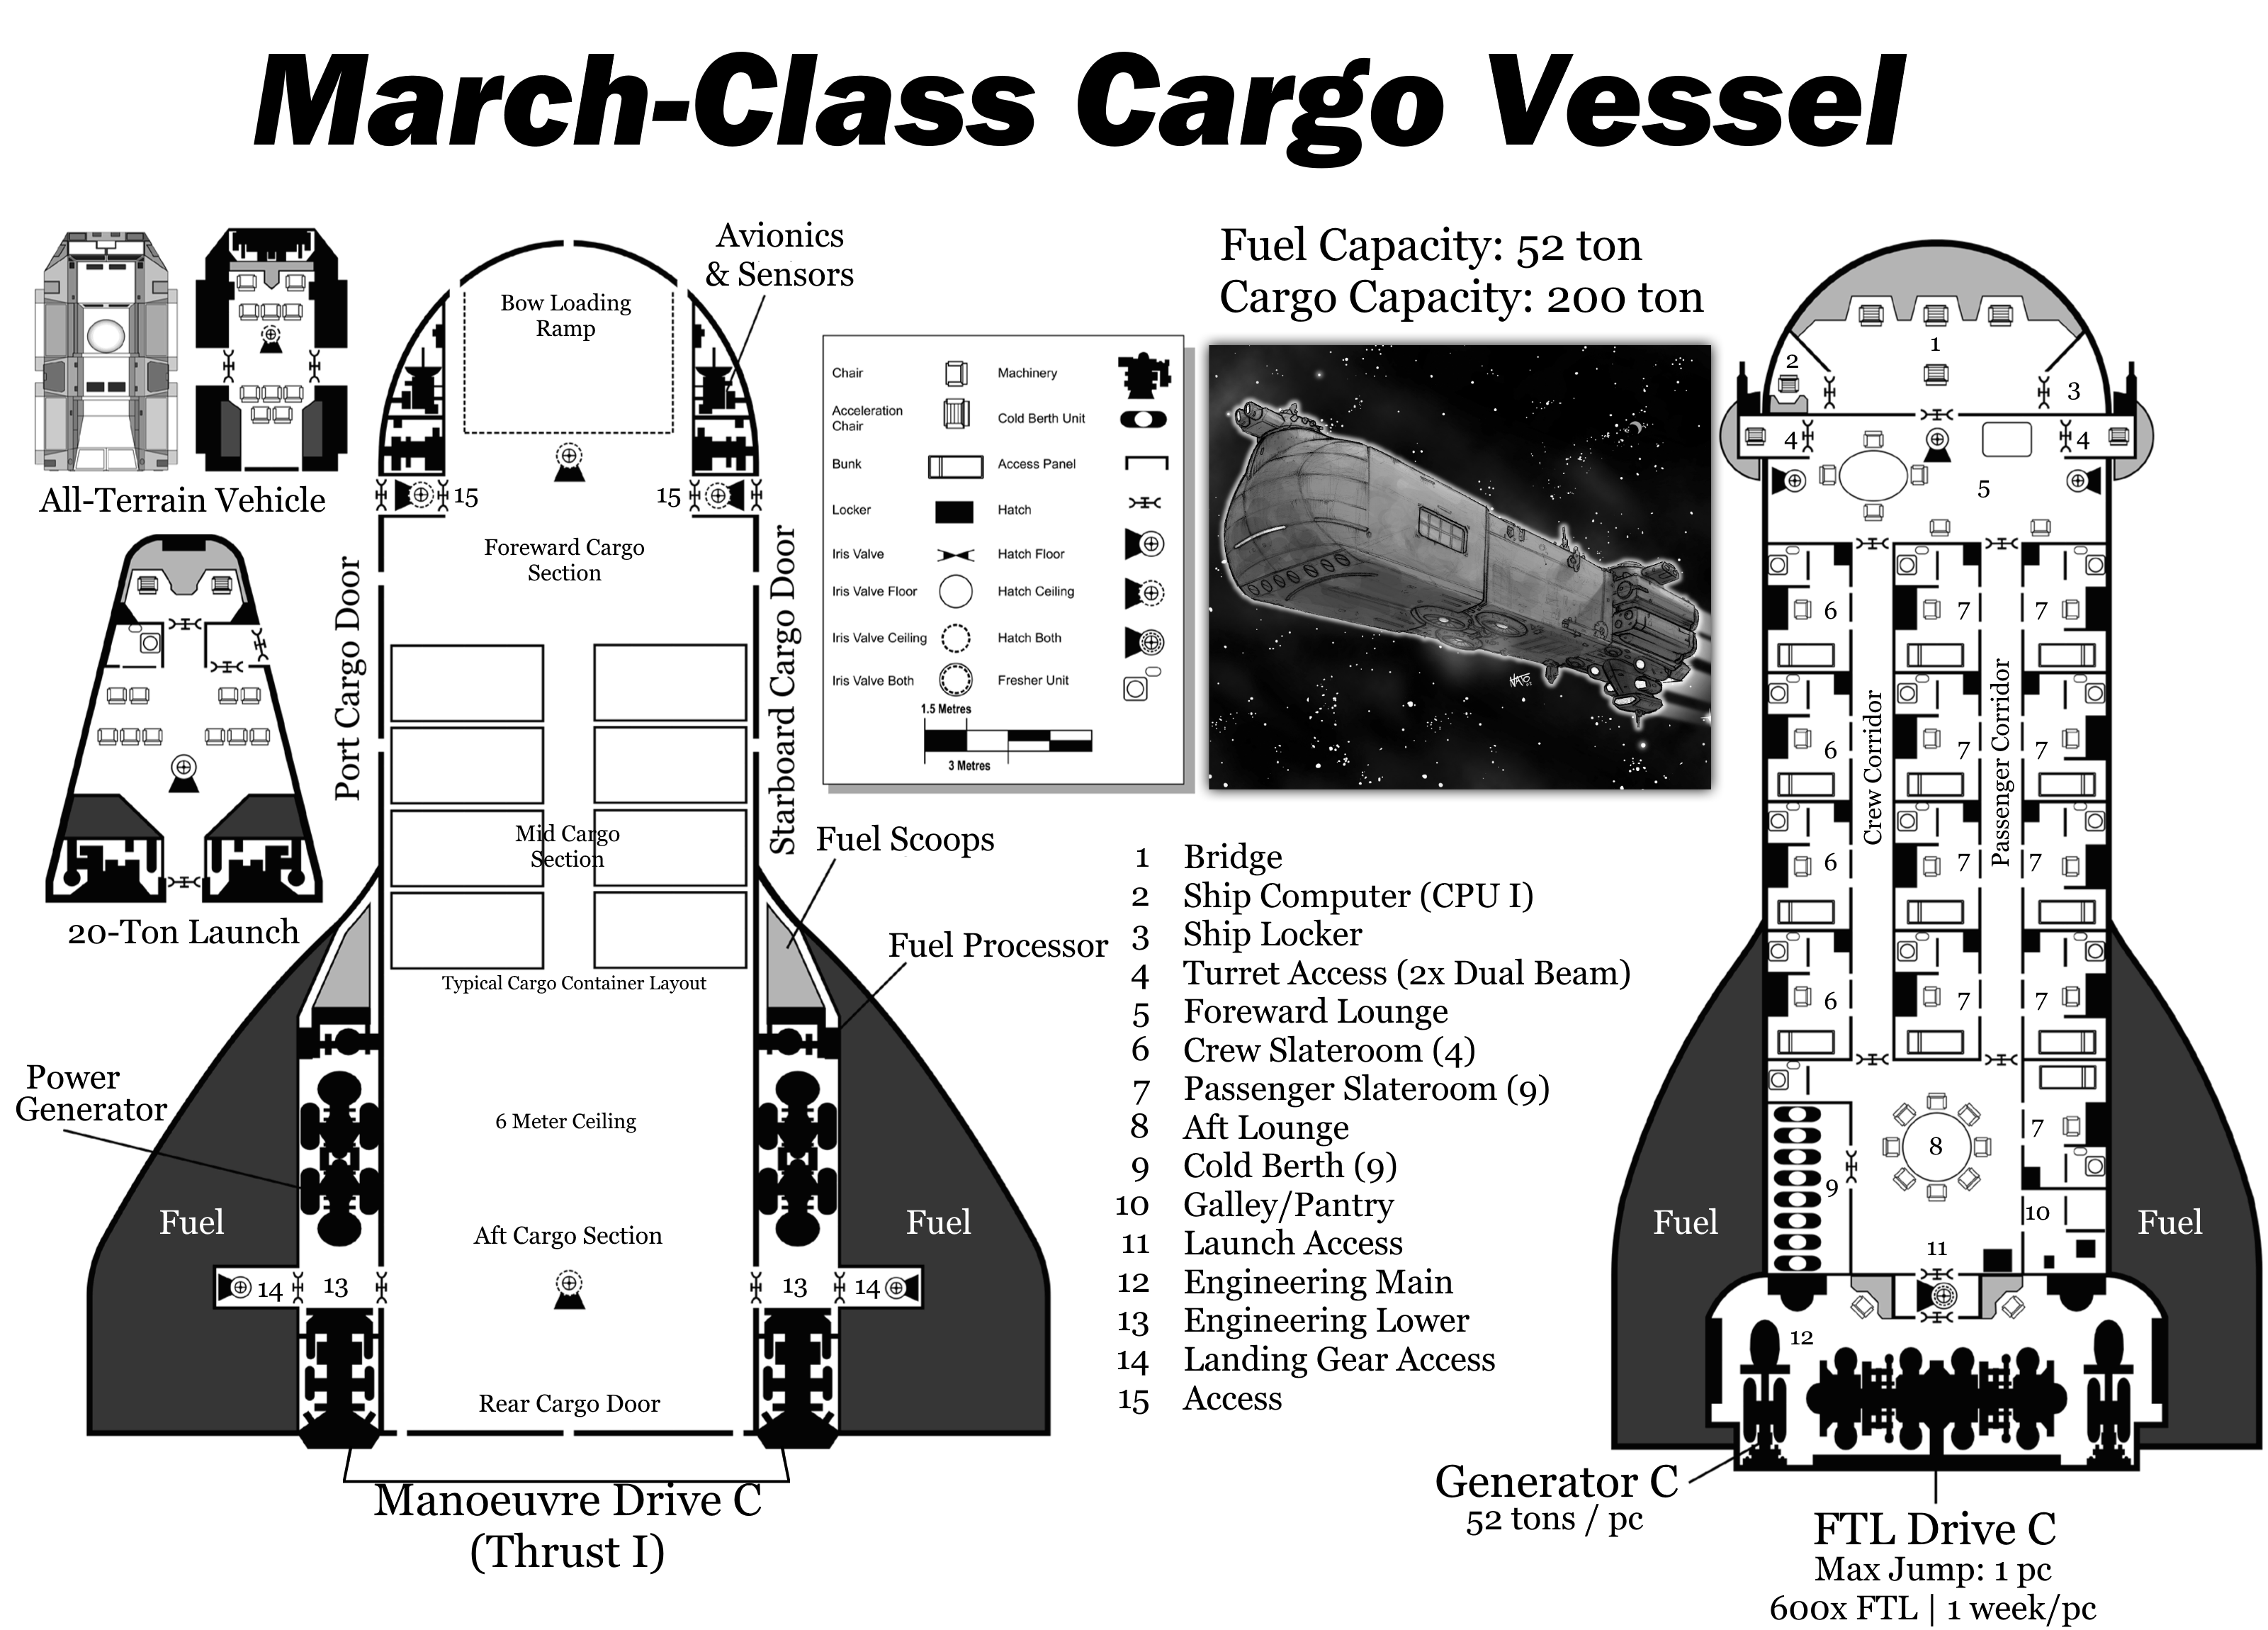 March-Class Cargo Vessel
All-Terrain Vehicle
20-Ton Launch
Avionics
& Sensors
Bow Loading
Ramp
15
15
Foreward Cargo
Section
Port Cargo Door
Starboard Cargo Door
Mid Cargo
Section
Typical Cargo Container Layout
Fuel Scoops
Fuel Processor
6 Meter Ceiling
Power
Generator
Fuel
Fuel
Aft Cargo Section
14
13
13
14
Rear Cargo Door
Manoeuvre Drive C
(Thrust I)
Chair
Machinery
Acceleration
Chair
Cold Berth Unit
Bunk
Access Panel
Locker
Hatch
Iris Valve
Hatch Floor
Iris Valve Floor
Hatch Ceiling
Iris Valve Ceiling
Hatch Both
Iris Valve Both
Fresher Unit
1.5 Metres
3 Metres
Fuel Capacity: 52 ton
Cargo Capacity: 200 ton
NATO
1 Bridge
2 Ship Computer (CPU I)
3 Ship Locker
4 Turret Access (2x Dual Beam)
5 Foreward Lounge
6 Crew Slateroom (4)
7 Passenger Slateroom (9)
8 Aft Lounge
9 Cold Berth (9)
10 Galley/Pantry
11 Launch Access
12 Engineering Main
13 Engineering Lower
14 Landing Gear Access
15 Access
1
2
3
4
4
5
6
7
7
6
7
7
Crew Corridor
Passenger Corridor
6
7
7
6
7
7
8
7
9
10
11
Fuel
Fuel
12
Generator C
52 tons / pc
FTL Drive C
Max Jump: 1 pc
600x FTL | 1 week/pc